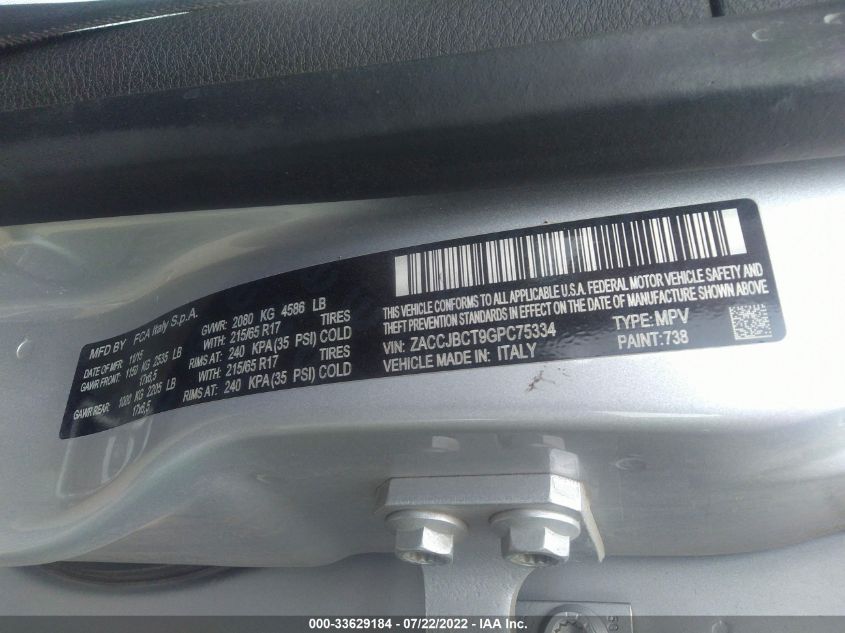 MFD BY FCA Italy S.p.A.
DATE OF MFR: 11/15 GVWR: 2080 KG 4586 LB
GAWR FRONT: 1150 KG 2535 LB WITH: 215/65 R17 TIRES
17x6,5 RIMS AT: 240 KPA (35 PSI) COLD
GAWR REAR: 1000 KG 2205 LB WITH: 215/65 R17 TIRES
17x6,5 RIMS AT: 240 KPA (35 PSI) COLD
THIS VEHICLE CONFORMS TO ALL APPLICABLE U.S.A. FEDERAL MOTOR VEHICLE SAFETY AND
THEFT PREVENTION STANDARDS IN EFFECT ON THE DATE OF MANUFACTURE SHOWN ABOVE
VIN: ZACCJBCT9GPC75334 TYPE: MPV
VEHICLE MADE IN: ITALY PAINT: 738
000-33629184 - 07/22/2022 - IAA Inc.